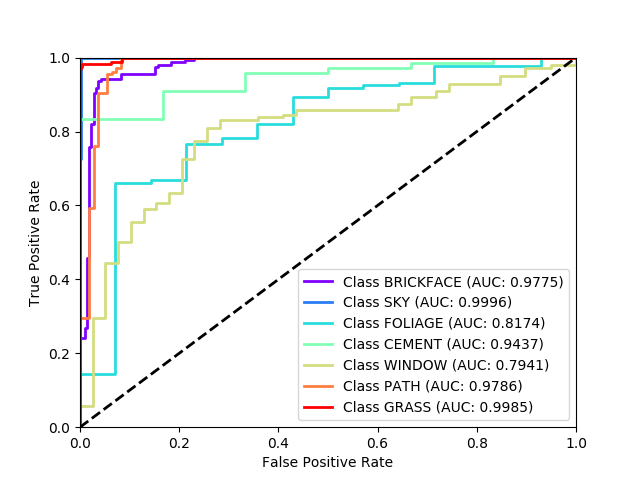 1.0
0.8
0.6
0.4
0.2
0.0
True Positive Rate
Class BRICKFACE (AUC: 0.9775)
Class SKY (AUC: 0.9996)
Class FOLIAGE (AUC: 0.8174)
Class CEMENT (AUC: 0.9437)
Class WINDOW (AUC: 0.7941)
Class PATH (AUC: 0.9786)
Class GRASS (AUC: 0.9985)
0.0 0.2 0.4 0.6 0.8 1.0
False Positive Rate